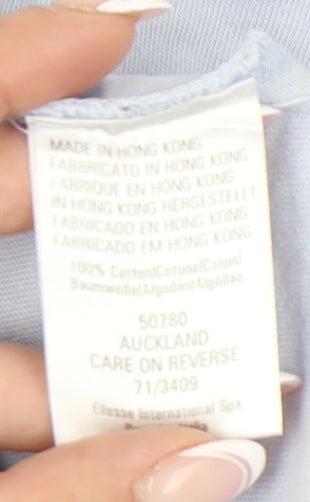 MADE IN HONG KONG
FABBRICATO IN HONG KONG
FABRIQUE EN HONG KONG
IN HONG KONG HERGESTELLT
FABRICADO EN HONG KONG
FABRICADO EM HONG KONG
100% Cotton/Cotone/Coton/
Baumwolle/Algodon/Algodao
50780
AUCKLAND
CARE ON REVERSE
71/3409
Ellesse International Spa